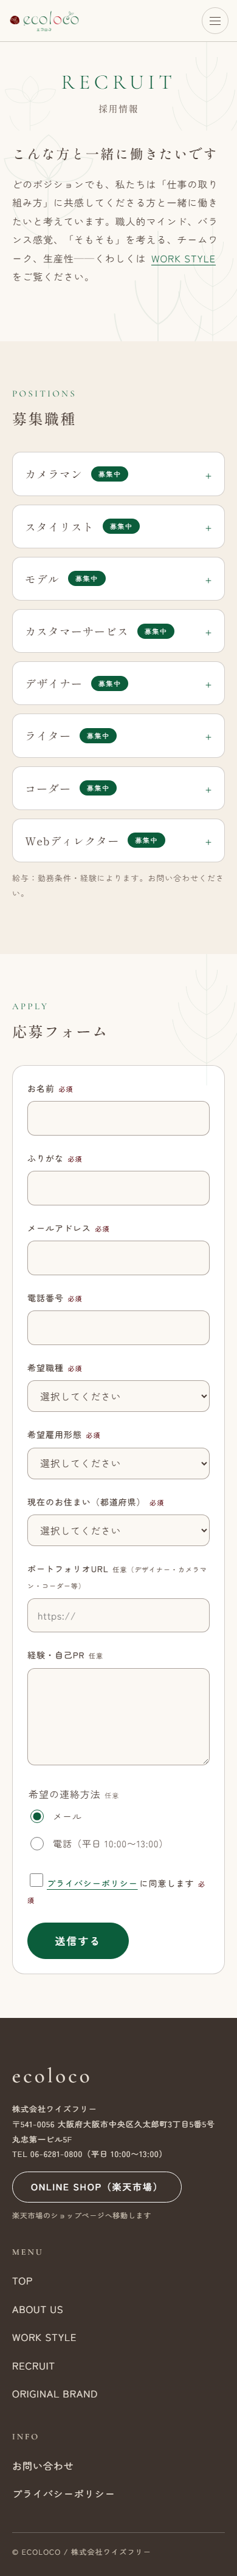 ecoloco
RECRUIT
採用情報
こんな方と一緒に働きたいです
どのポジションでも、私たちは「仕事の取り
組み方」に共感してくださる方と一緒に働き
たいと考えています。職人的マインド、バラ
ンス感覚、「そもそも」を考える、チームワ
ーク、生産性──くわしくは WORK STYLE
をご覧ください。
POSITIONS
募集職種
カメラマン 募集中 +
スタイリスト 募集中 +
モデル 募集中 +
カスタマーサービス 募集中 +
デザイナー 募集中 +
ライター 募集中 +
コーダー 募集中 +
Webディレクター 募集中 +
給与:勤務条件・経験によります。お問い合わせくださ
い。
APPLY
応募フォーム
お名前 必須
ふりがな 必須
メールアドレス 必須
電話番号 必須
希望職種 必須
選択してください
希望雇用形態 必須
選択してください
現在のお住まい(都道府県) 必須
選択してください
ポートフォリオURL 任意(デザイナー・カメラマ
ン・コーダー等)
https://
経験・自己PR 任意
希望の連絡方法 任意
メール
電話(平日 10:00〜13:00)
プライバシーポリシーに同意します 必
須
送信する
ecoloco
株式会社ワイズフリー
〒541-0056 大阪府大阪市中央区久太郎町3丁目5番5号
丸忠第一ビル5F
TEL 06-6281-0800(平日 10:00〜13:00)
ONLINE SHOP(楽天市場)
楽天市場のショップページへ移動します
MENU
TOP
ABOUT US
WORK STYLE
RECRUIT
ORIGINAL BRAND
INFO
お問い合わせ
プライバシーポリシー
© ECOLOCO / 株式会社ワイズフリー